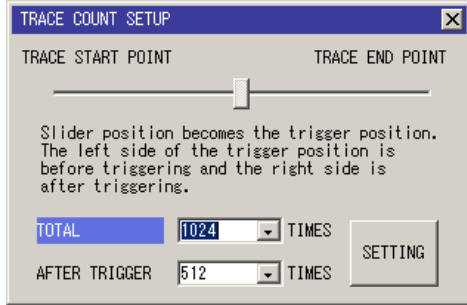 TRACE COUNT SETUP
TRACE START POINT TRACE END POINT
Slider position becomes the trigger position.
The left side of the trigger position is
before triggering and the right side is
after triggering.
TOTAL 1024 TIMES
SETTING
AFTER TRIGGER 512 TIMES